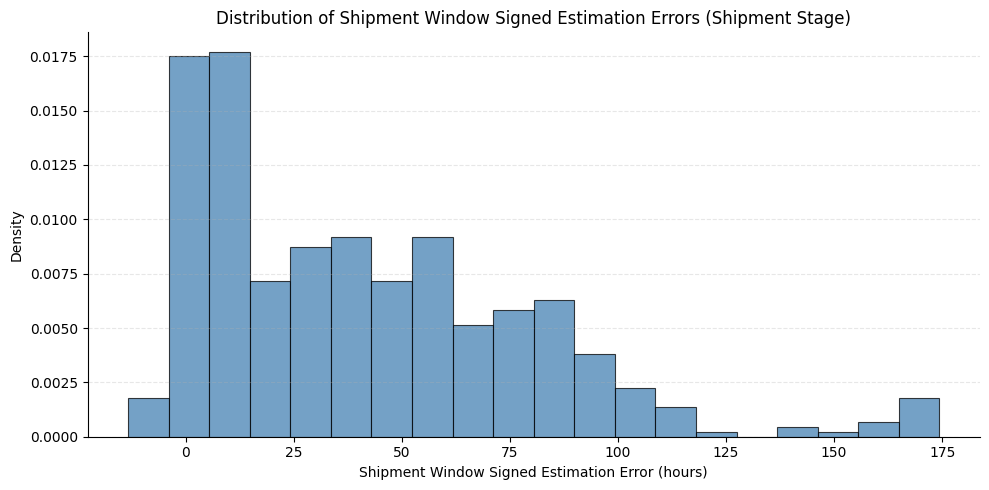 Distribution of Shipment Window Signed Estimation Errors (Shipment Stage)
0.0175
0.0150
0.0125
0.0100
0.0075
0.0050
0.0025
0.0000
Density
0 25 50 75 100 125 150 175
Shipment Window Signed Estimation Error (hours)